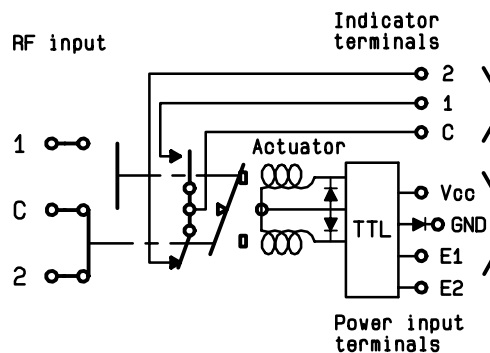 Indicator
terminals
RF input
2
1
C
1
Actuator
Vcc
C
TTL
GND
E1
2
E2
Power input
terminals